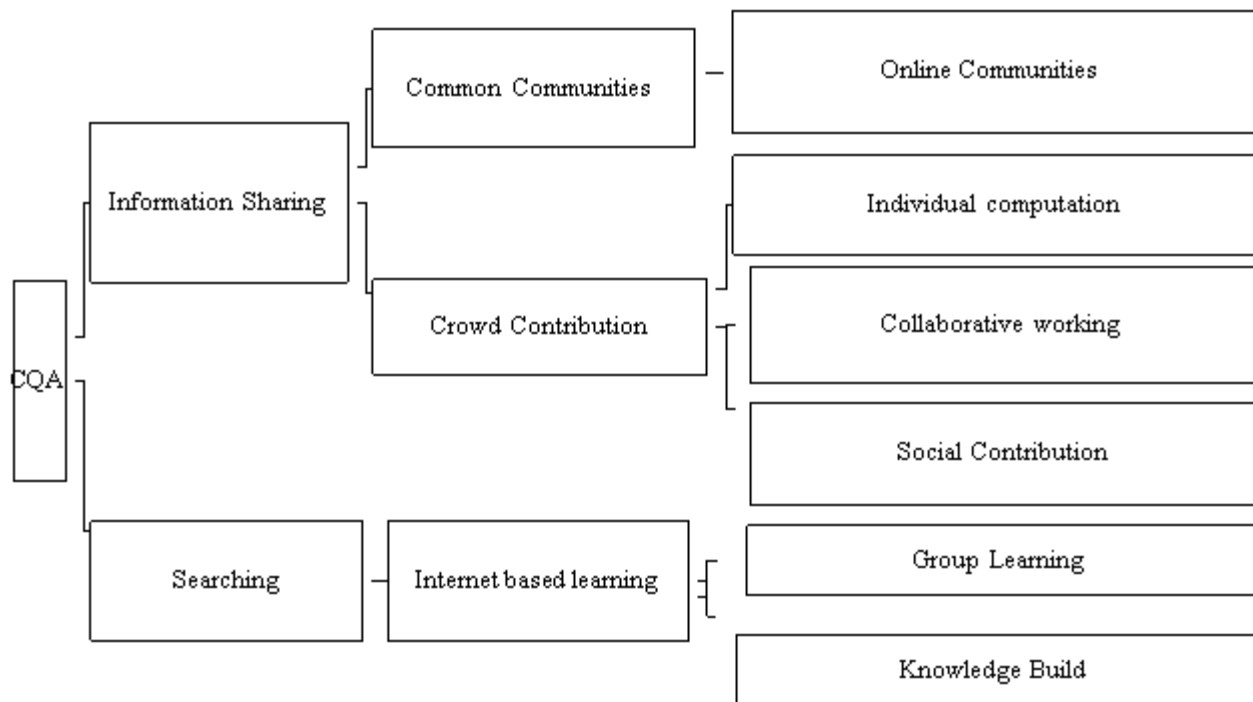 Common Communities
Online Communities
Information Sharing
Individual computation
Crowd Contribution
Collaborative working
CQA
Social Contribution
Searching
Internet based learning
Group Learning
Knowledge Build